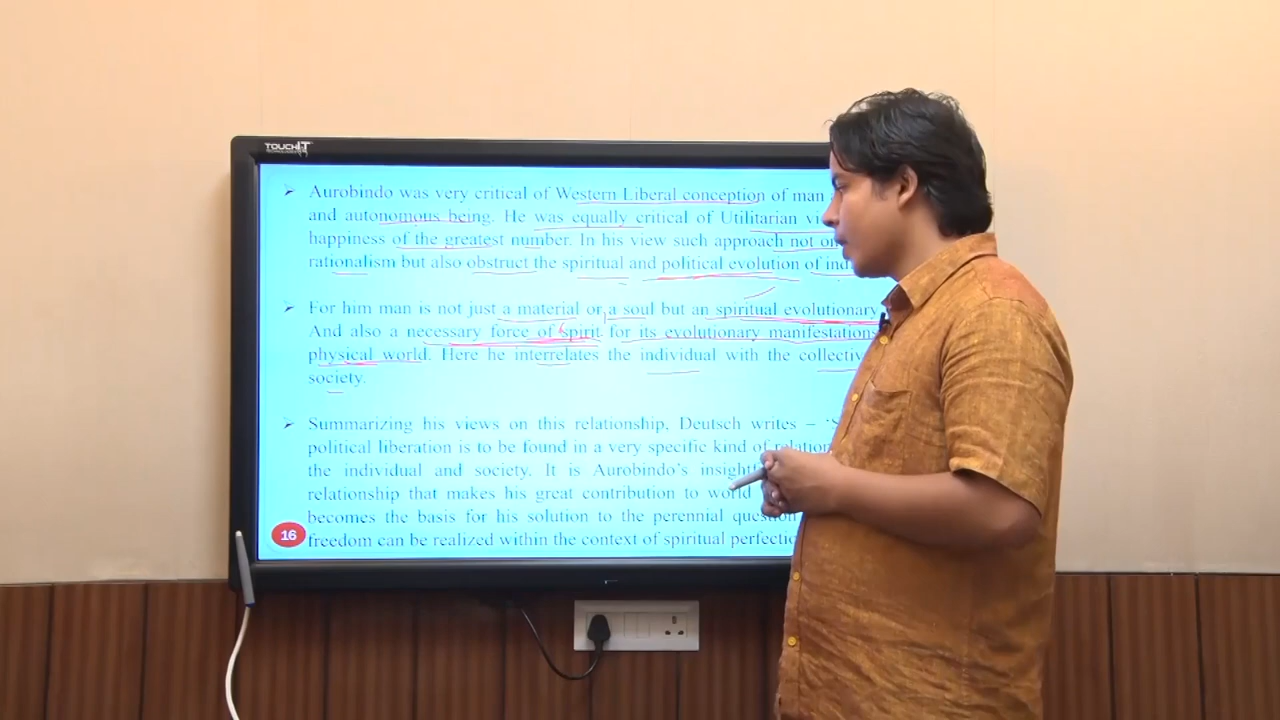 TOUCHIT
TECHNOLOGIES
➢ Aurobindo was very critical of Western Liberal conception of man
and autonomous being. He was equally critical of Utilitarian
happiness of the greatest number. In his view such approach not
rationalism but also obstruct the spiritual and political evolution of
For him man is not just a material or a soul but an spiritual evolutionary
And also a necessary force of spirit for its evolutionary manifestations
physical world. Here he interrelates the individual with the
society.
➢ Summarizing his views on this relationship, Deutsch writes –
political liberation is to be found in a very specific kind of
the individual and society. It is Aurobindo's
relationship that makes his great contribution to world
becomes the basis for his solution to the perennial
freedom can be realized within the context of spiritual
16